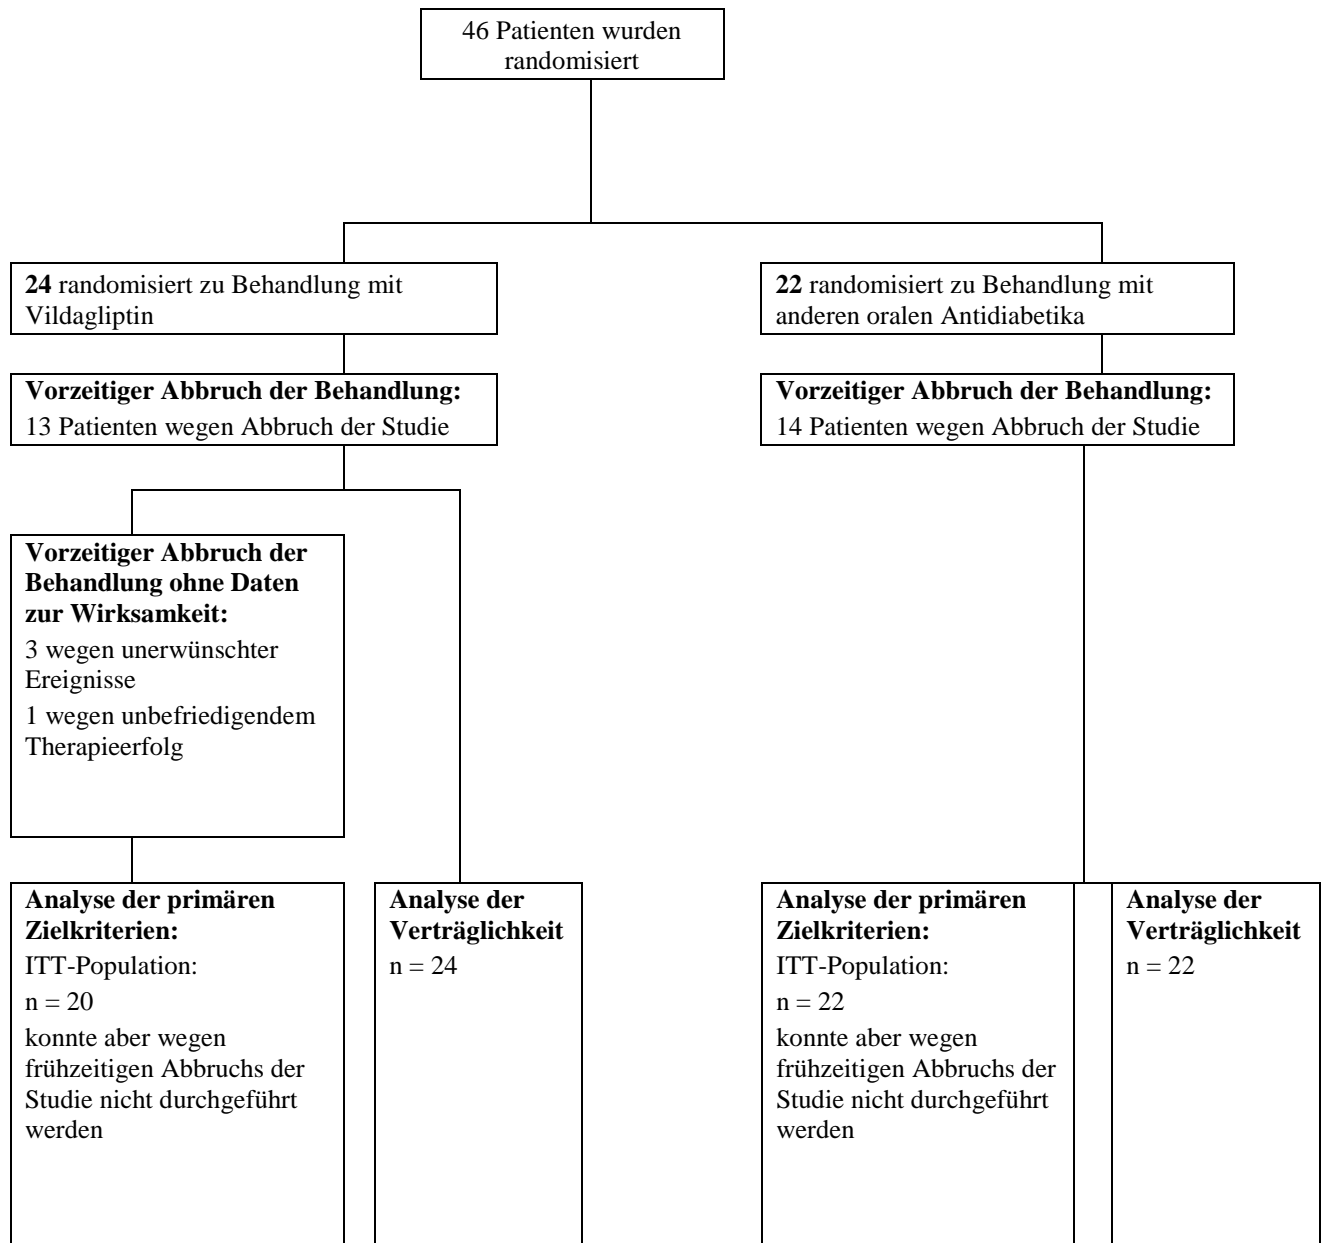 46 Patienten wurden
randomisiert
24 randomisiert zu Behandlung mit
Vildagliptin
22 randomisiert zu Behandlung mit
anderen oralen Antidiabetika
Vorzeitiger Abbruch der Behandlung:
13 Patienten wegen Abbruch der Studie
Vorzeitiger Abbruch der Behandlung:
14 Patienten wegen Abbruch der Studie
Vorzeitiger Abbruch der
Behandlung ohne Daten
zur Wirksamkeit:
3 wegen unerwünschter
Ereignisse
1 wegen unbefriedigendem
Therapieerfolg
Analyse der primären
Zielkriterien:
ITT-Population:
n = 20
konnte aber wegen
frühzeitigen Abbruchs der
Studie nicht durchgeführt
werden
Analyse der
Verträglichkeit
n = 24
Analyse der primären
Zielkriterien:
ITT-Population:
n = 22
konnte aber wegen
frühzeitigen Abbruchs der
Studie nicht durchgeführt
werden
Analyse der
Verträglichkeit
n = 22